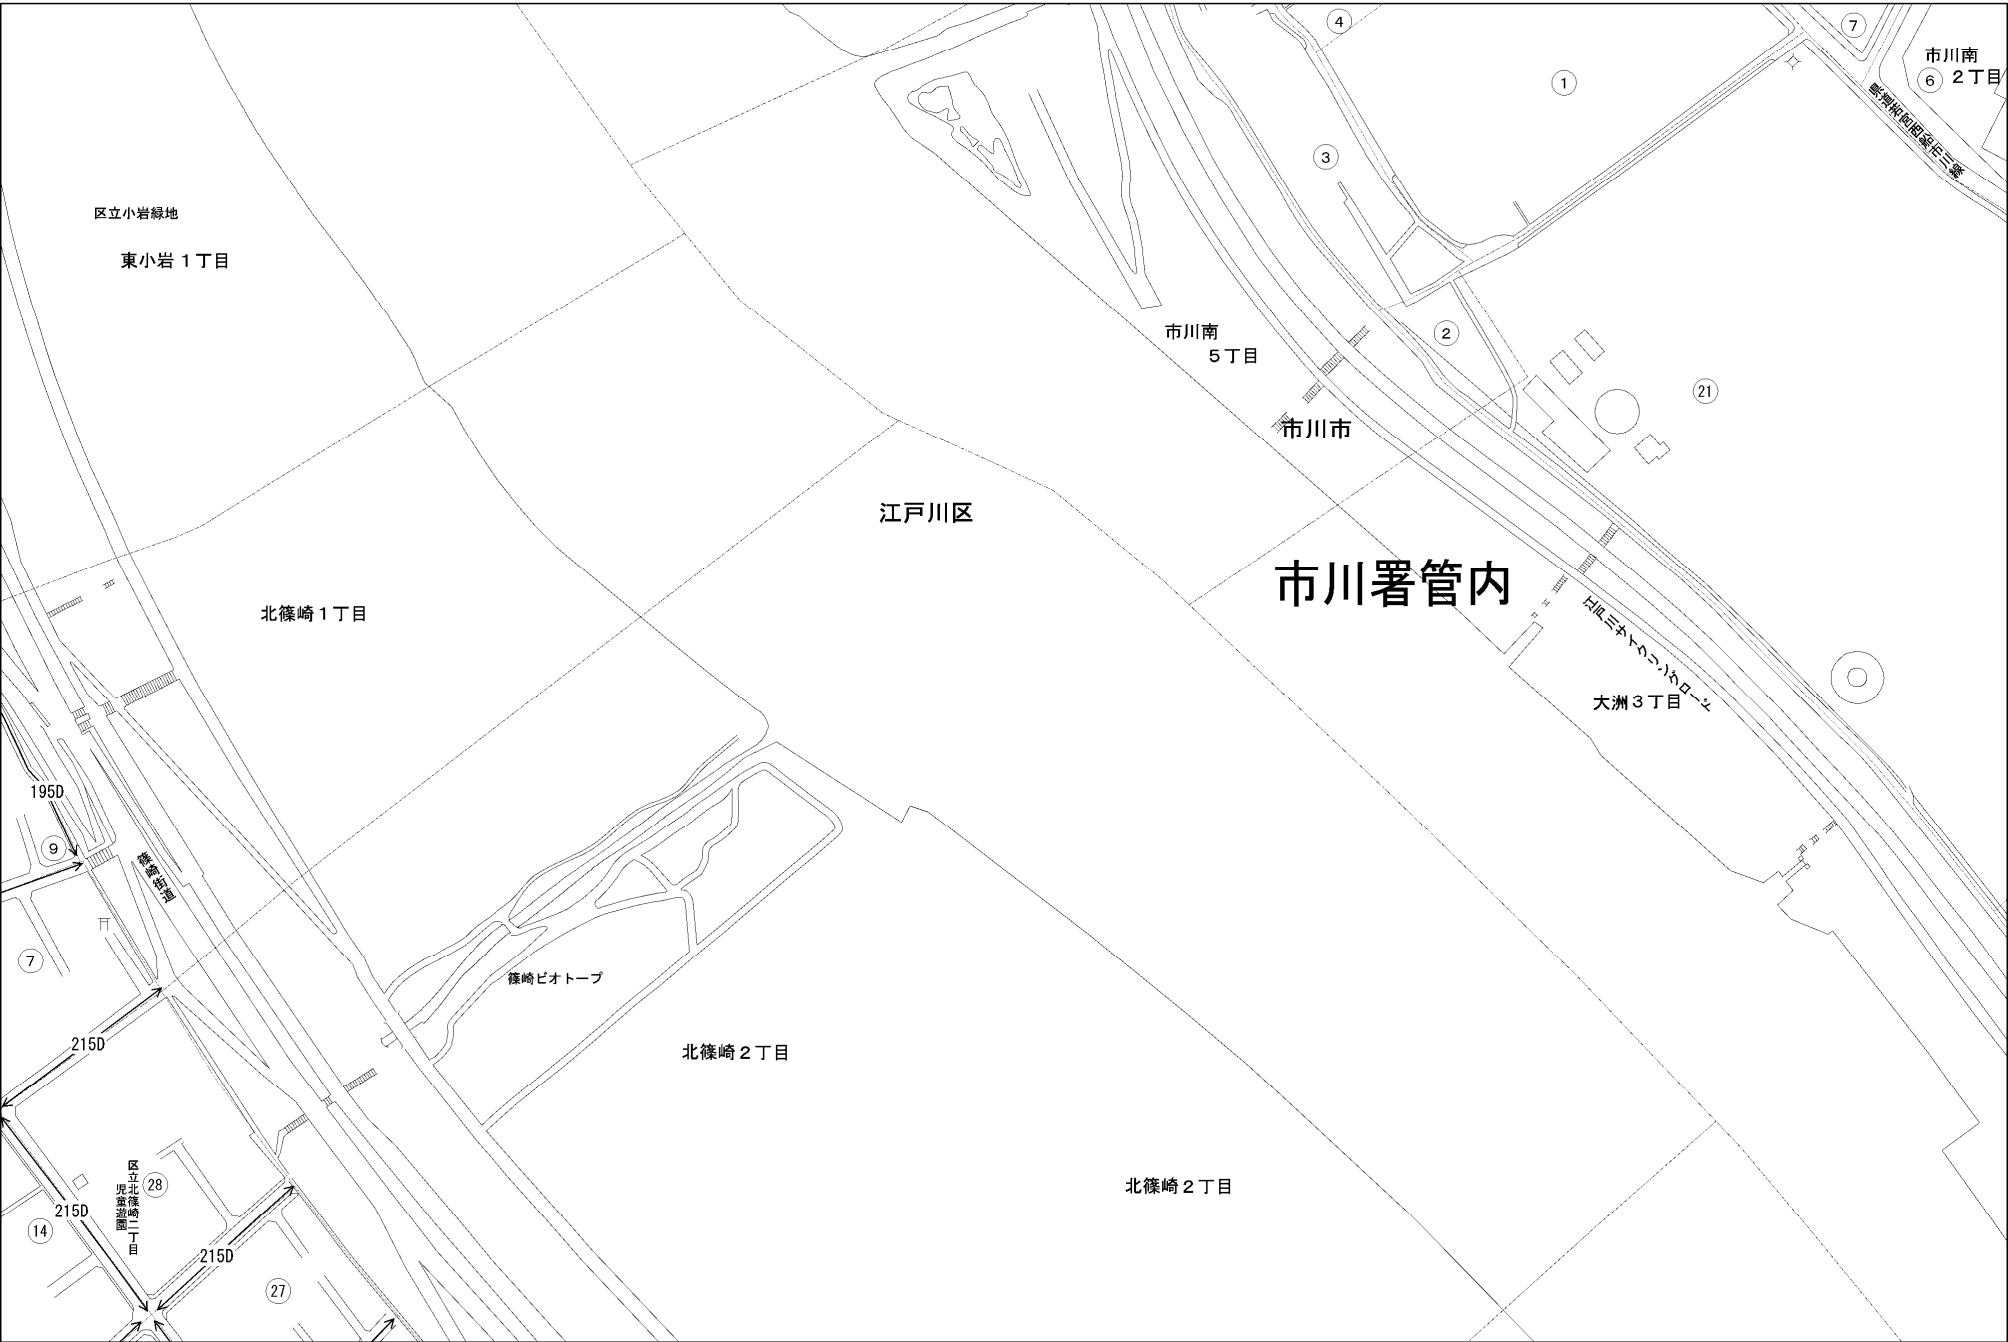 4
7
市川南
6 2丁目
1
県道若宮西船市川線
3
区立小岩緑地
東小岩1丁目
市川南
5丁目
2
21
市川市
江戸川区
市川署管内
北篠崎1丁目
江戸川サイクリングロード
大洲3丁目
195D
9
篠崎街道
7
篠崎ビオトープ
215D
北篠崎2丁目
28
区立北篠崎二丁目
児童遊園
北篠崎2丁目
215D
14
215D
27